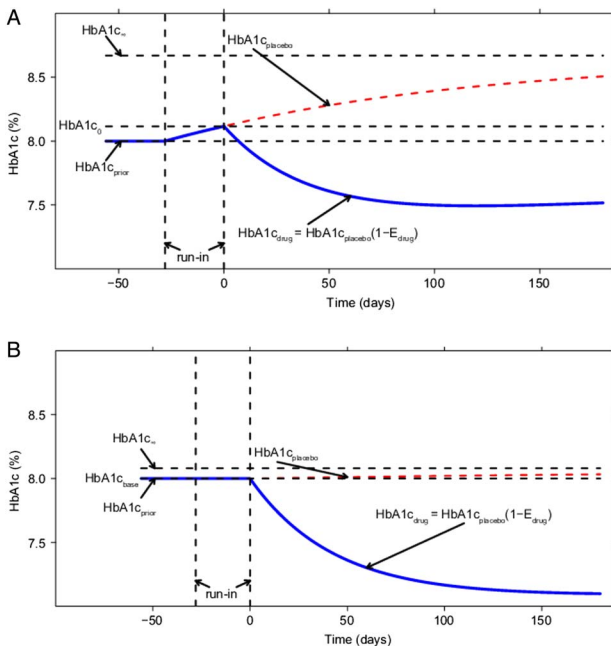 A
HbA1c∞
HbA1cplacebo
8.5
HbA1c0
8.0
HbA1cprior
HbA1c (%)
7.5
HbA1cdrug = HbA1cplacebo(1−Edrug)
run-in
−50 0 50 100 150
Time (days)
B
8.5
HbA1c∞
HbA1cplacebo
HbA1cbase
8.0
HbA1cprior
HbA1c (%)
HbA1cdrug = HbA1cplacebo(1−Edrug)
7.5
run-in
−50 0 50 100 150
Time (days)